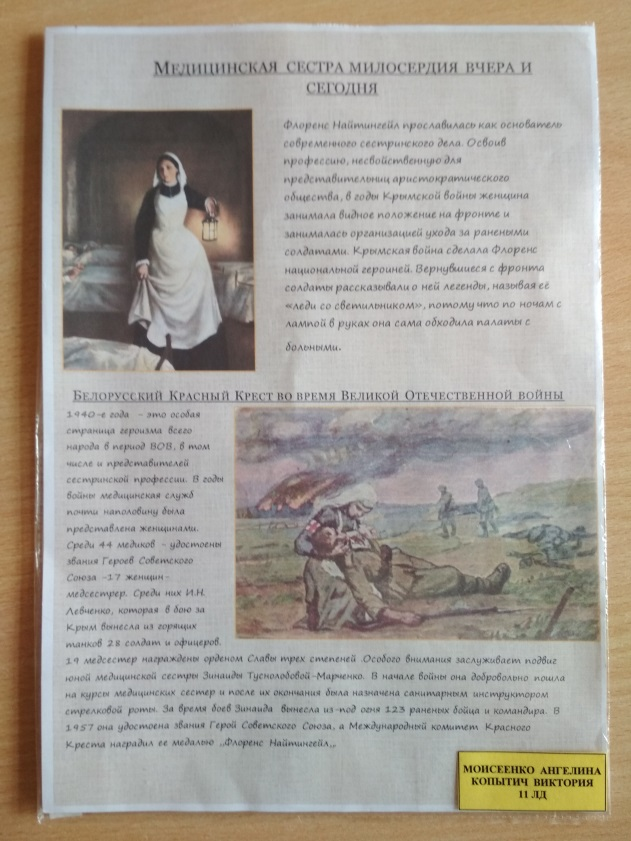 МЕДИЦИНСКАЯ СЕСТРА МИЛОСЕРДИЯ ВЧЕРА И
СЕГОДНЯ
Флоренс Найтингейл прославилась как основатель
современного сестринского дела. Освоив
профессию, несвойственную для
представительниц аристократического
общества, в годы Крымской войны женщина
занимала видное положение на фронте и
занималась организацией ухода за ранеными
солдатами. Крымская война сделала Флоренс
национальной героиней. Вернувшиеся с фронта
солдаты рассказывали о ней легенды, называя её
«леди со светильником», потому что по ночам с
лампой в руках она сама обходила палаты с
больными.
БЕЛОРУССКИЙ КРАСНЫЙ КРЕСТ ВО ВРЕМЯ ВЕЛИКОЙ ОТЕЧЕСТВЕННОЙ ВОЙНЫ
1940-е года - это особая
страница героизма всего
народа в период ВОВ, в том
числе и представителей
сестринской профессии. В годы
войны медицинская служб
почти наполовину была
представлена женщинами.
Среди 44 медиков - удостоены
звания Героев Советского
Союза -17 женщин-
медсестрер. Среди них И.Н.
Левченко, которая в бою за
Крым вынесла из горящих
танков 28 солдат и офицеров.
19 медсестер награждены орденом Славы трех степеней .Особого внимания заслуживает подвиг
юной медицинской сестры Зинаиды Туснолобовой-Марченко. В начале войны она добровольно пошла
на курсы медицинских сестер и после их окончания была назначена санитарным инструктором
стрелковой роты. За время боев Зинаида вынесла из-под огня 123 раненых бойца и командира. В
1957 она удостоена звания Герой Советского Союза, а Международный комитет Красного
Креста наградил ее медалью ,,Флоренс Найтингейл,,.
МОИСЕЕНКО АНГЕЛИНА
КОПЫТИЧ ВИКТОРИЯ
11 ЛД